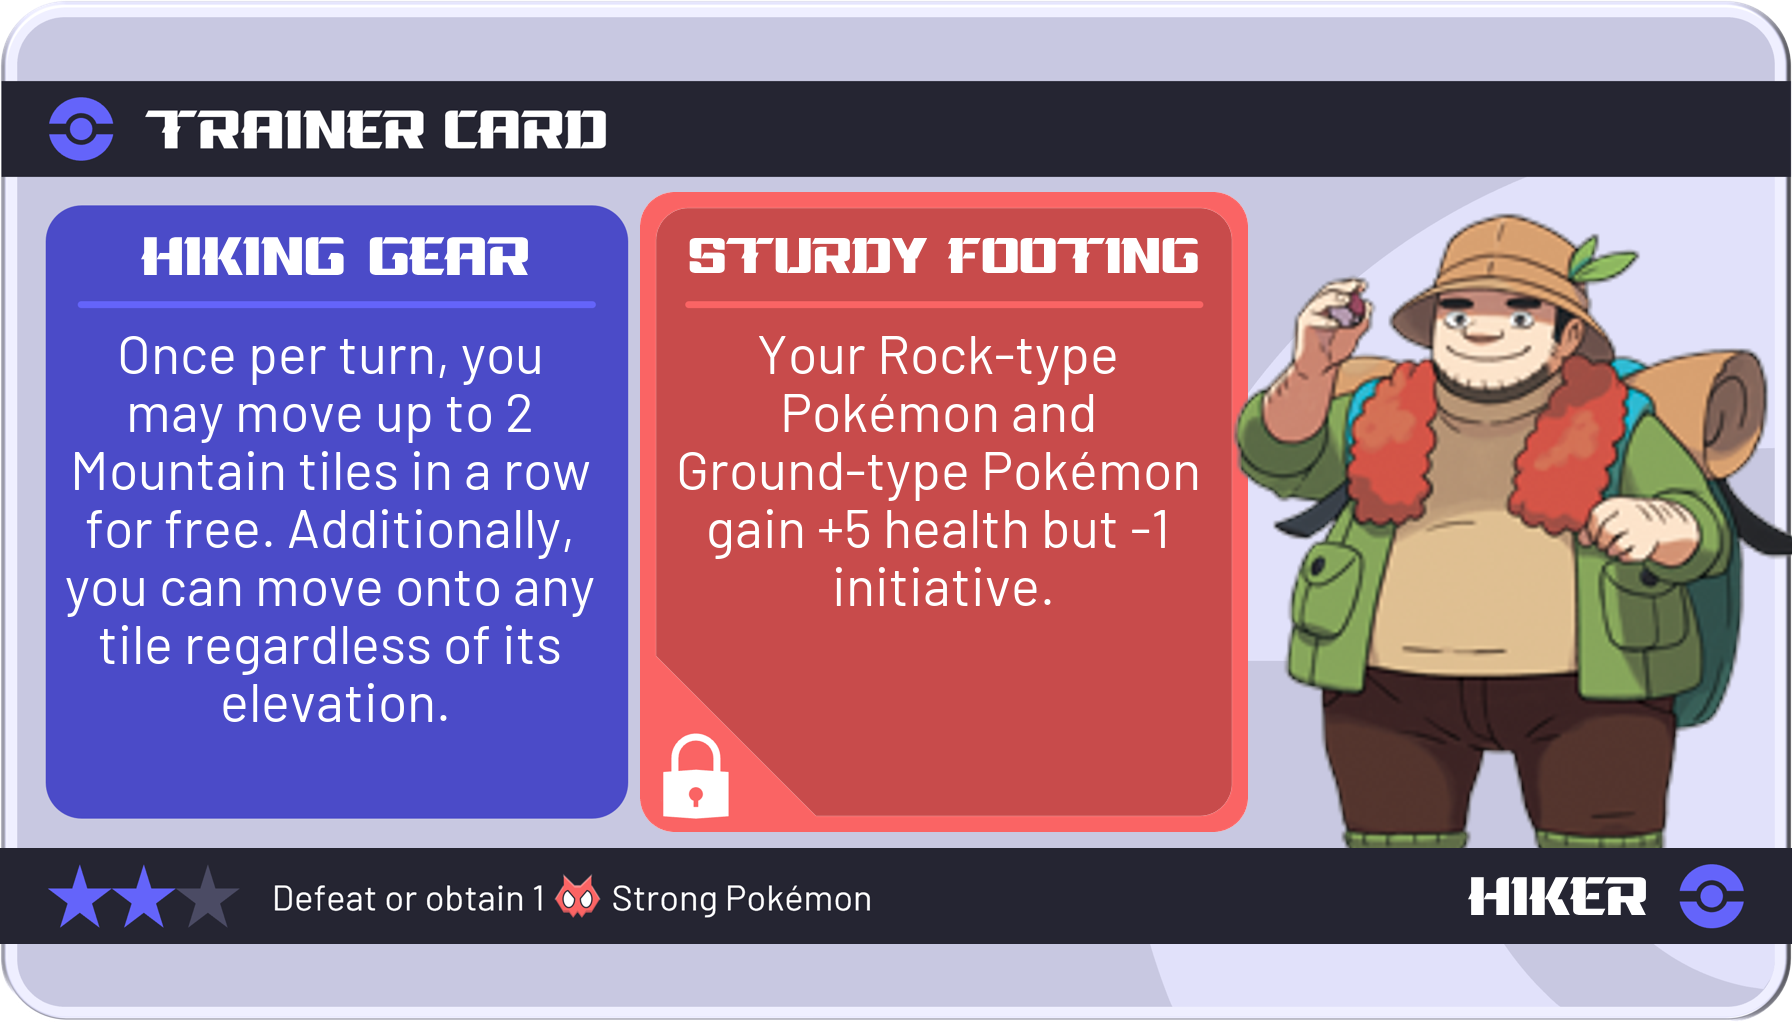 TRAINER CARD
HIKING GEAR
Once per turn, you
may move up to 2
Mountain tiles in a row
for free. Additionally,
you can move onto any
tile regardless of its
elevation.
STURDY FOOTING
Your Rock-type
Pokémon and
Ground-type Pokémon
gain +5 health but -1
initiative.
Defeat or obtain 1 Strong Pokémon
HIKER